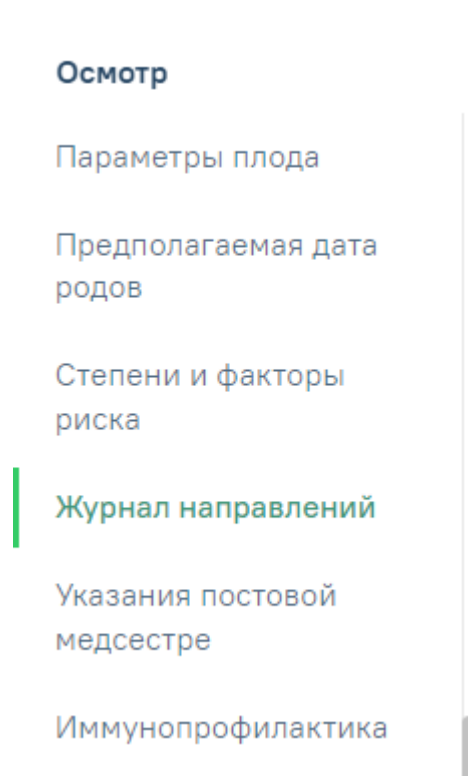 Осмотр
Параметры плода
Предполагаемая дата
родов
Степени и факторы
риска
Журнал направлений
Указания постовой
медсестре
Иммунопрофилактика